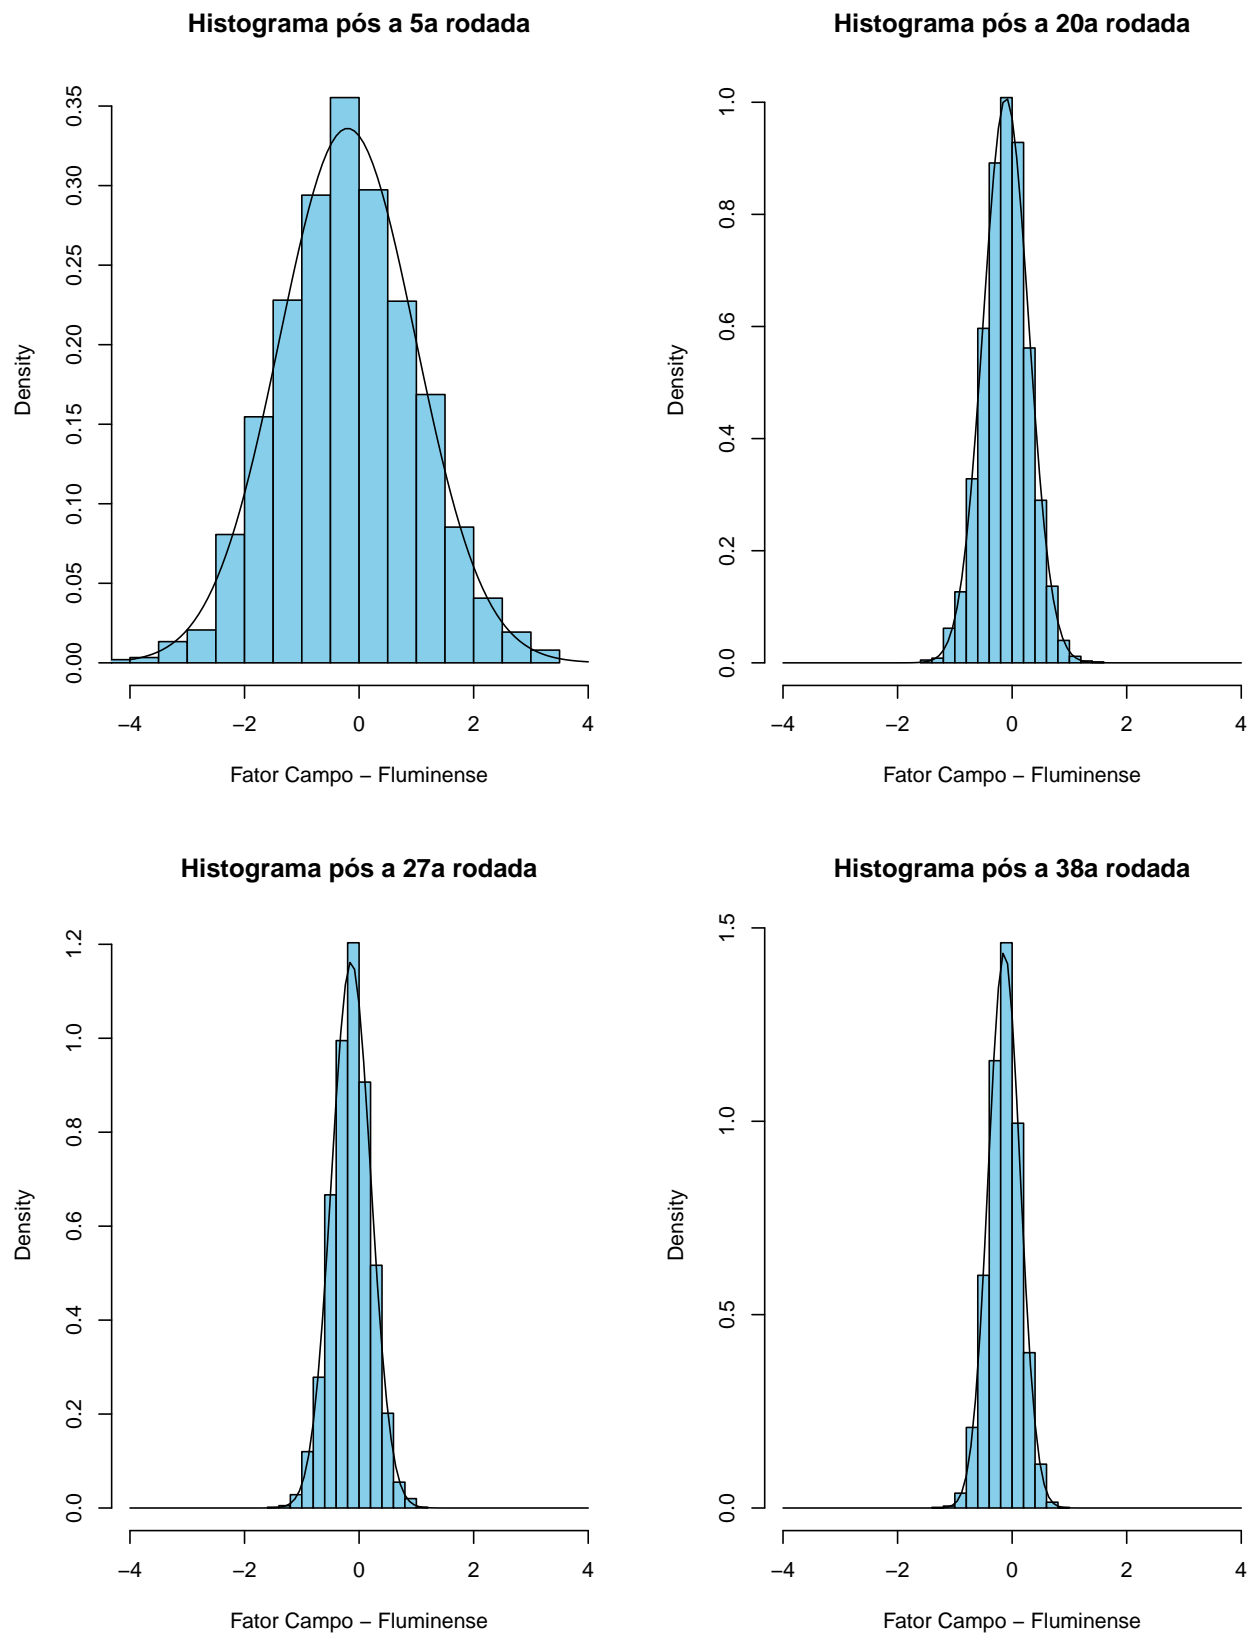 Histograma pós a 5a rodada
Density
0.00 0.05 0.10 0.15 0.20 0.25 0.30 0.35
−4 −2 0 2 4
Fator Campo − Fluminense
Histograma pós a 20a rodada
Density
0.0 0.2 0.4 0.6 0.8 1.0
−4 −2 0 2 4
Fator Campo − Fluminense
Histograma pós a 27a rodada
Density
0.0 0.2 0.4 0.6 0.8 1.0 1.2
−4 −2 0 2 4
Fator Campo − Fluminense
Histograma pós a 38a rodada
Density
0.0 0.5 1.0 1.5
−4 −2 0 2 4
Fator Campo − Fluminense